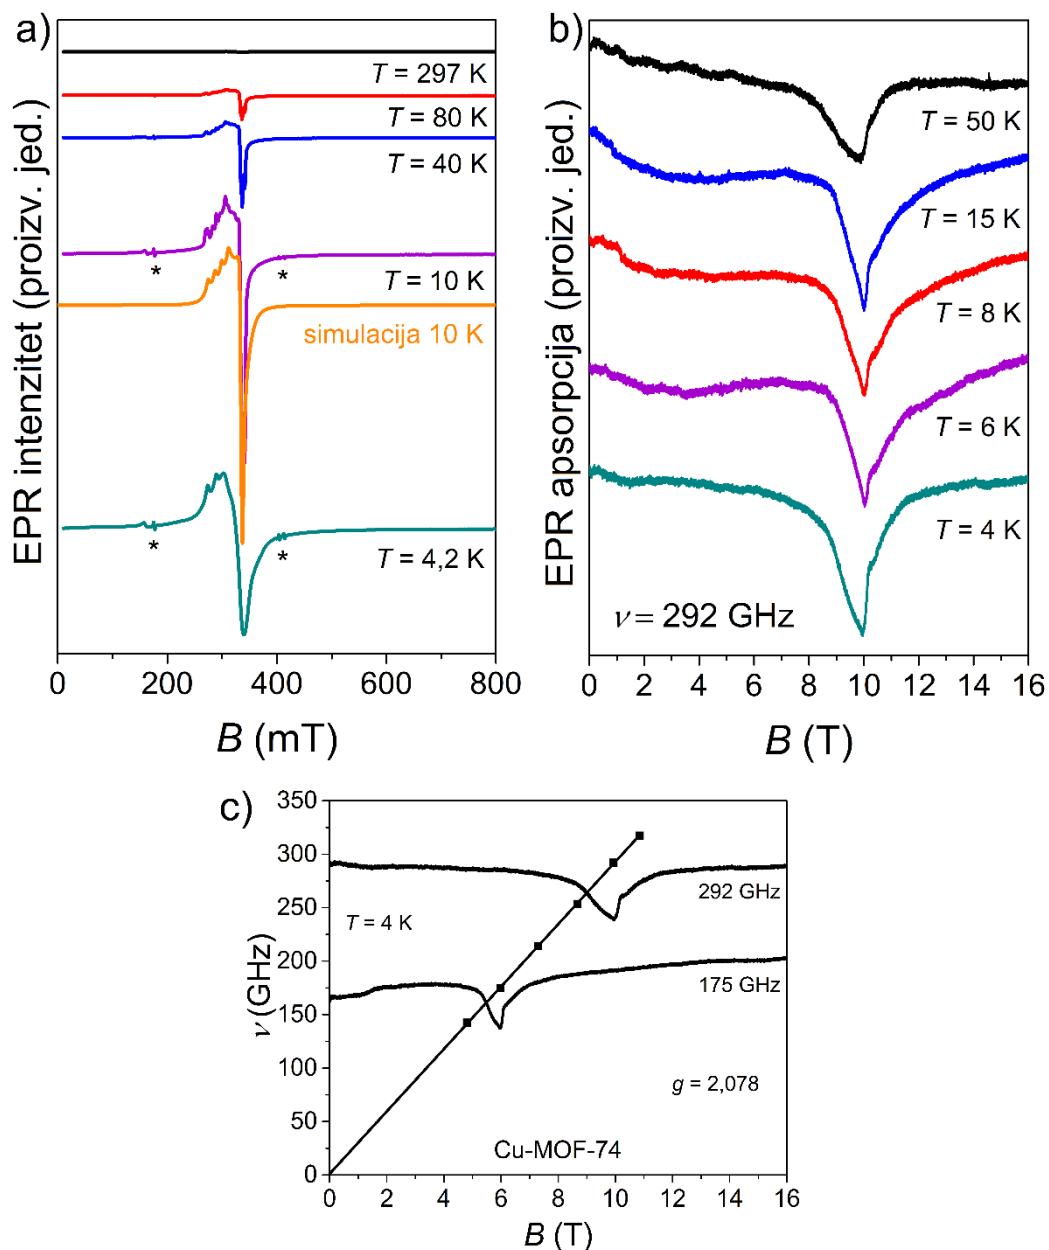 a)
T = 297 K
T = 80 K
T = 40 K
*
*
T = 10 K
simulacija 10 K
*
*
T = 4,2 K
EPR intenzitet (proizv. jed.)
0 200 400 600 800
B (mT)
b)
T = 50 K
T = 15 K
T = 8 K
T = 6 K
T = 4 K
ν = 292 GHz
EPR apsorpcija (proizv. jed.)
0 2 4 6 8 10 12 14 16
B (T)
c)
350
300
250
200
150
100
50
0
ν (GHz)
292 GHz
T = 4 K
175 GHz
g = 2,078
Cu-MOF-74
0 2 4 6 8 10 12 14 16
B (T)